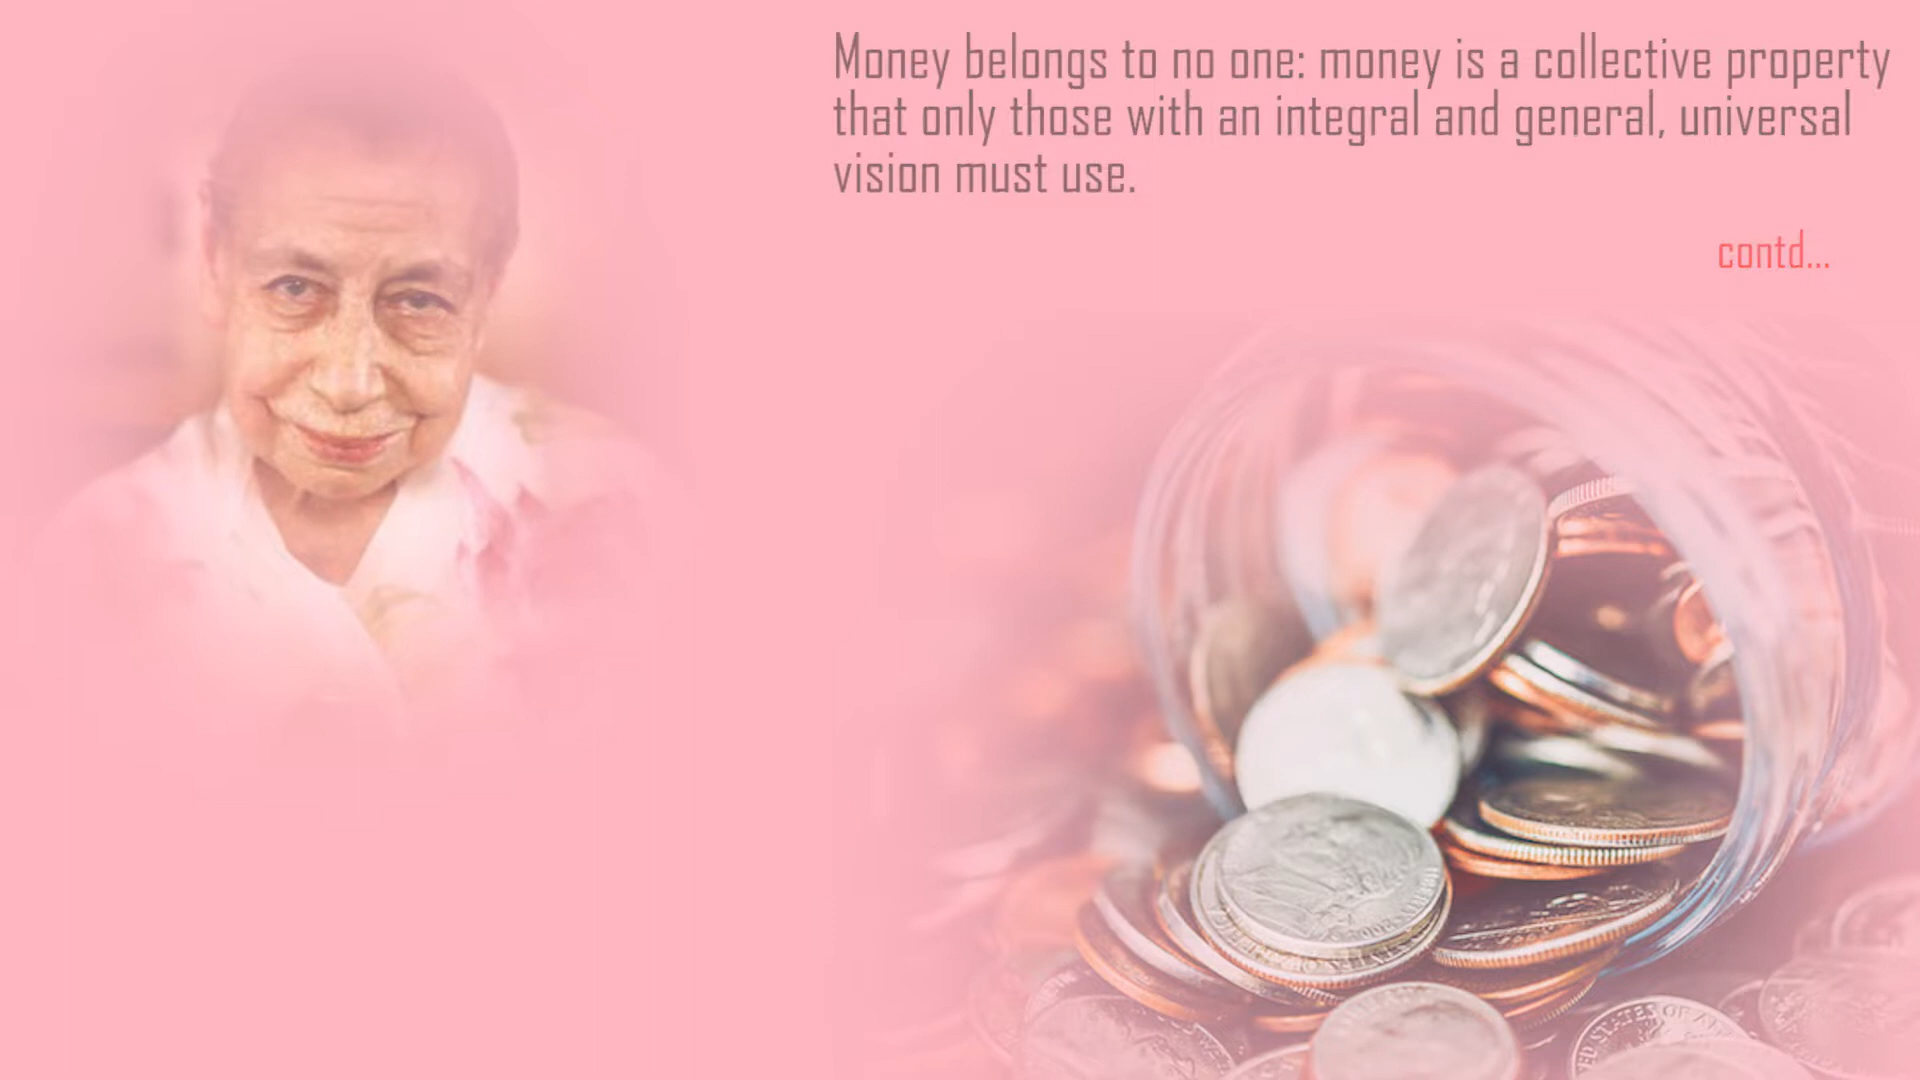 Money belongs to no one: money is a collective property
that only those with an integral and general, universal
vision must use.
contd...